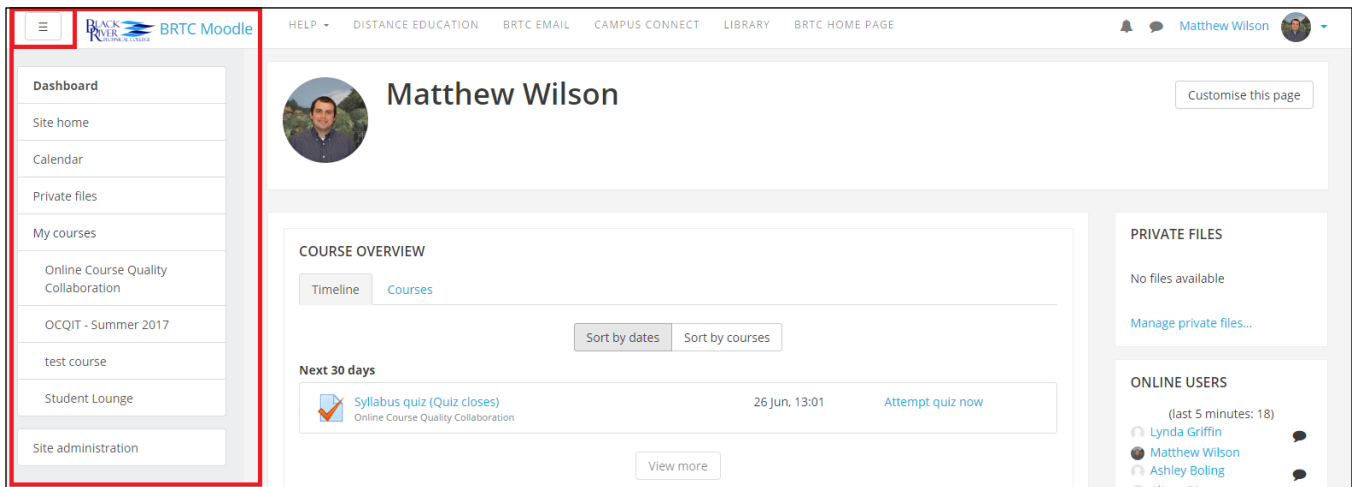 BLACK RIVER TECHNICAL COLLEGE
BRTC Moodle
HELP
DISTANCE EDUCATION
BRTC EMAIL
CAMPUS CONNECT
LIBRARY
BRTC HOME PAGE
Matthew Wilson
Dashboard
Site home
Calendar
Private files
My courses
Online Course Quality
Collaboration
OCQIT - Summer 2017
test course
Student Lounge
Site administration
Matthew Wilson
Customise this page
COURSE OVERVIEW
Timeline
Courses
Sort by dates
Sort by courses
Next 30 days
Syllabus quiz (Quiz closes)
Online Course Quality Collaboration
26 Jun, 13:01
Attempt quiz now
View more
PRIVATE FILES
No files available
Manage private files...
ONLINE USERS
(last 5 minutes: 18)
Lynda Griffin
Matthew Wilson
Ashley Boling